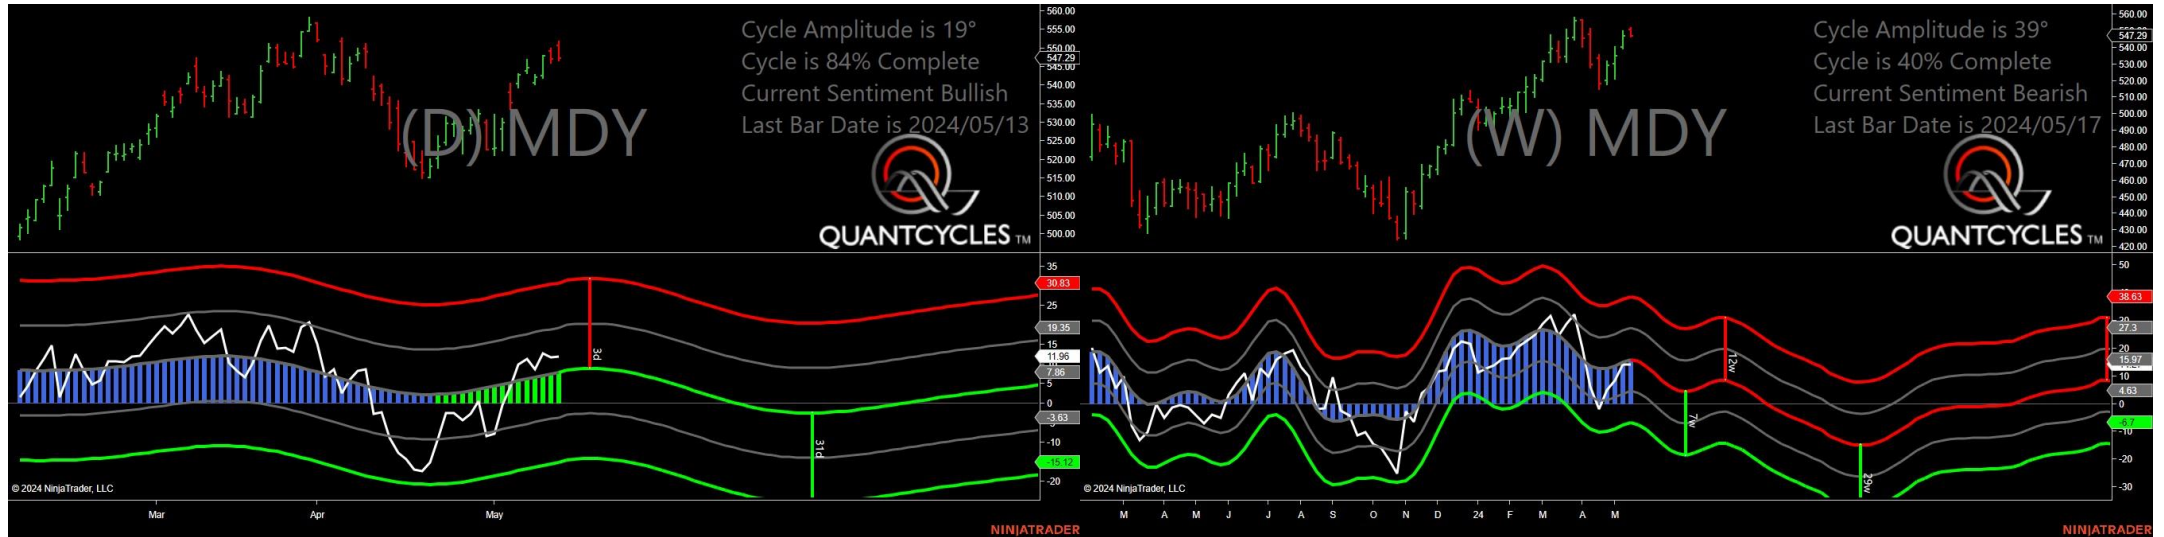 Cycle Amplitude is 19°
Cycle is 84% Complete
Current Sentiment Bullish
Last Bar Date is 2024/05/13
(D) MDY
QUANTCYCLES TM
560.00
555.00
550.00
547.29
545.00
540.00
535.00
530.00
525.00
520.00
515.00
510.00
505.00
500.00
35
30.83
25
19.35
15
11.96
7.86
5
0
-3.63
-10
-15.12
-20
3d
31d
© 2024 NinjaTrader, LLC
Mar Apr May
NINJATRADER
Cycle Amplitude is 39°
Cycle is 40% Complete
Current Sentiment Bearish
Last Bar Date is 2024/05/17
(W) MDY
QUANTCYCLES TM
560.00
547.29
540.00
530.00
520.00
510.00
500.00
490.00
480.00
470.00
460.00
450.00
440.00
430.00
420.00
50
38.63
27.3
20
15.97
10
4.63
0
-6.7
-10
-20
-30
12w
7w
29w
© 2024 NinjaTrader, LLC
M A M J J A S O N D 24 F M A M
NINJATRADER